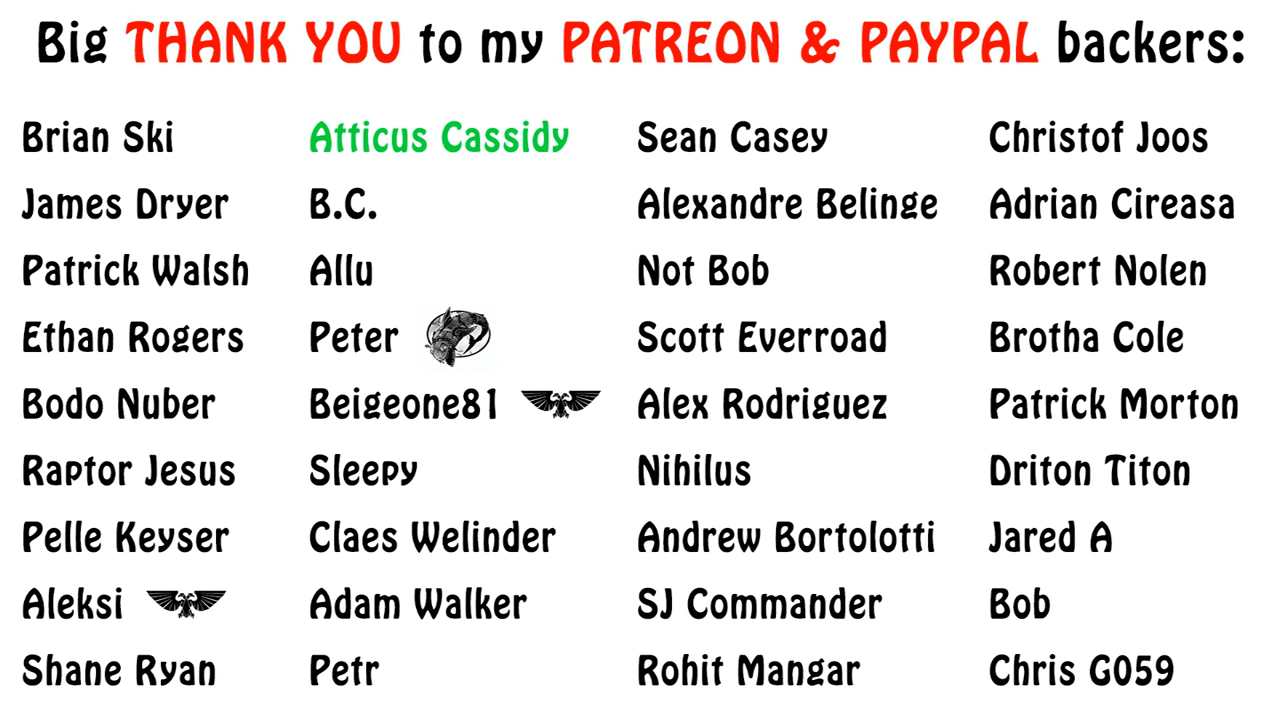 Big THANK YOU to my PATREON & PAYPAL backers:
Brian Ski
James Dryer
Patrick Walsh
Ethan Rogers
Bodo Nuber
Raptor Jesus
Pelle Keyser
Aleksi
Shane Ryan
Atticus Cassidy
B.C.
Allu
Peter
Beigeone81
Sleepy
Claes Welinder
Adam Walker
Petr
Sean Casey
Alexandre Belinge
Not Bob
Scott Everroad
Alex Rodriguez
Nihilus
Andrew Bortolotti
SJ Commander
Rohit Mangar
Christof Joos
Adrian Cireasa
Robert Nolen
Brotha Cole
Patrick Morton
Driton Titon
Jared A
Bob
Chris G059